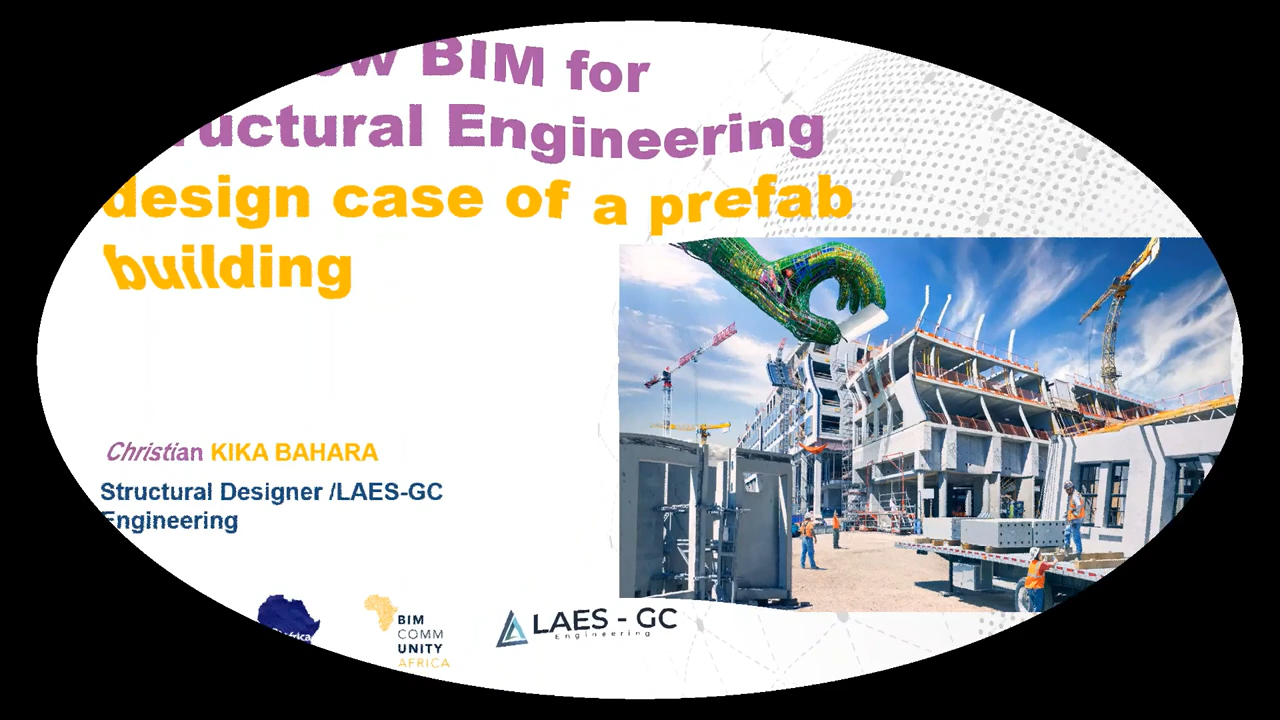 BIM for
Engineering
design case of a prefab
building
Christian KIKA BAHARA
Structural Designer /LAES-GC
Engineering
BIM
COMM
UNITY
AFRICA
LAES - GC
Engineering